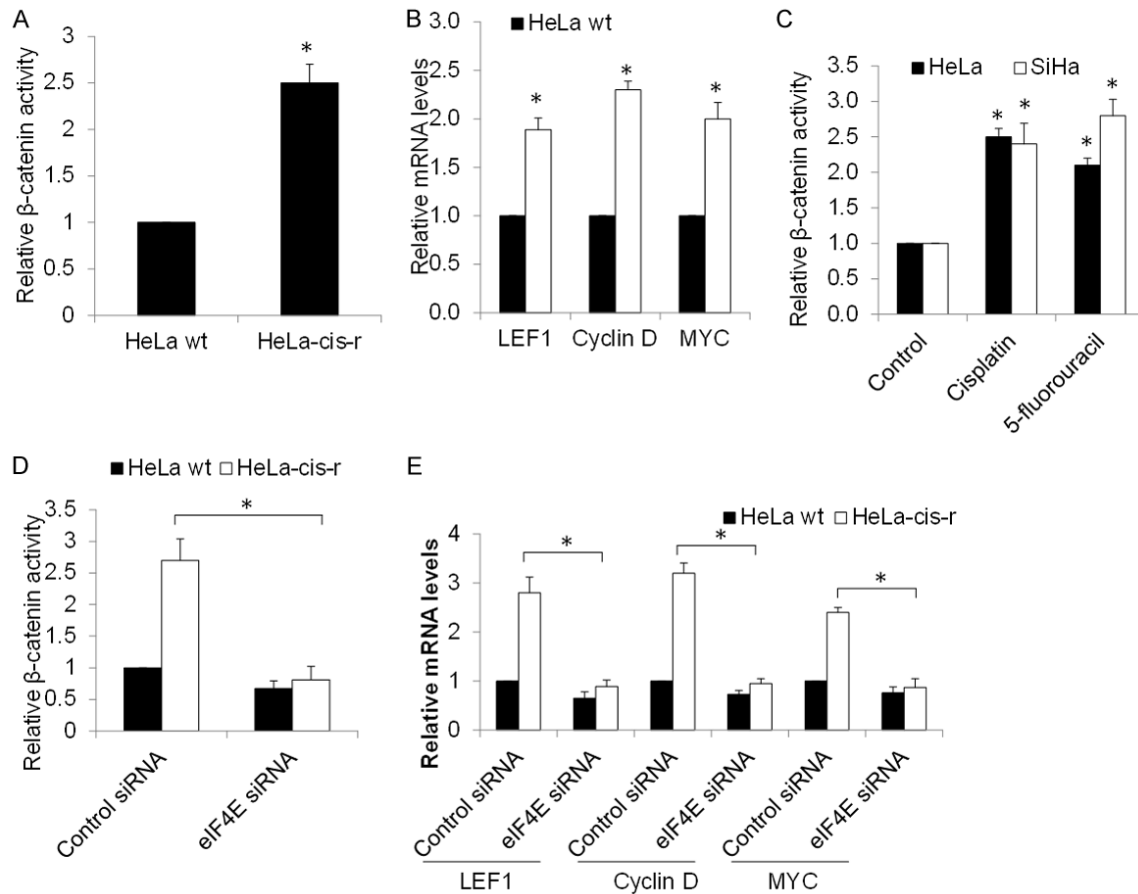 A
Relative β-catenin activity
3
2.5
2
1.5
1
0.5
0
*
HeLa wt HeLa-cis-r
B
Relative mRNA levels
HeLa wt
3.0
2.5
2.0
1.5
1.0
0.5
0.0
* * *
LEF1 Cyclin D MYC
C
Relative β-catenin activity
HeLa SiHa
3.5
3.0
2.5
2.0
1.5
1.0
0.5
0.0
* * * *
Control
Cisplatin
5-fluorouracil
D
Relative β-catenin activity
HeLa wt HeLa-cis-r
3.5
3
2.5
2
1.5
1
0.5
0
*
Control siRNA
eIF4E siRNA
E
Relative mRNA levels
HeLa wt HeLa-cis-r
4
3
2
1
0
* * *
Control siRNA
eIF4E siRNA
Control siRNA
eIF4E siRNA
Control siRNA
eIF4E siRNA
LEF1 Cyclin D MYC